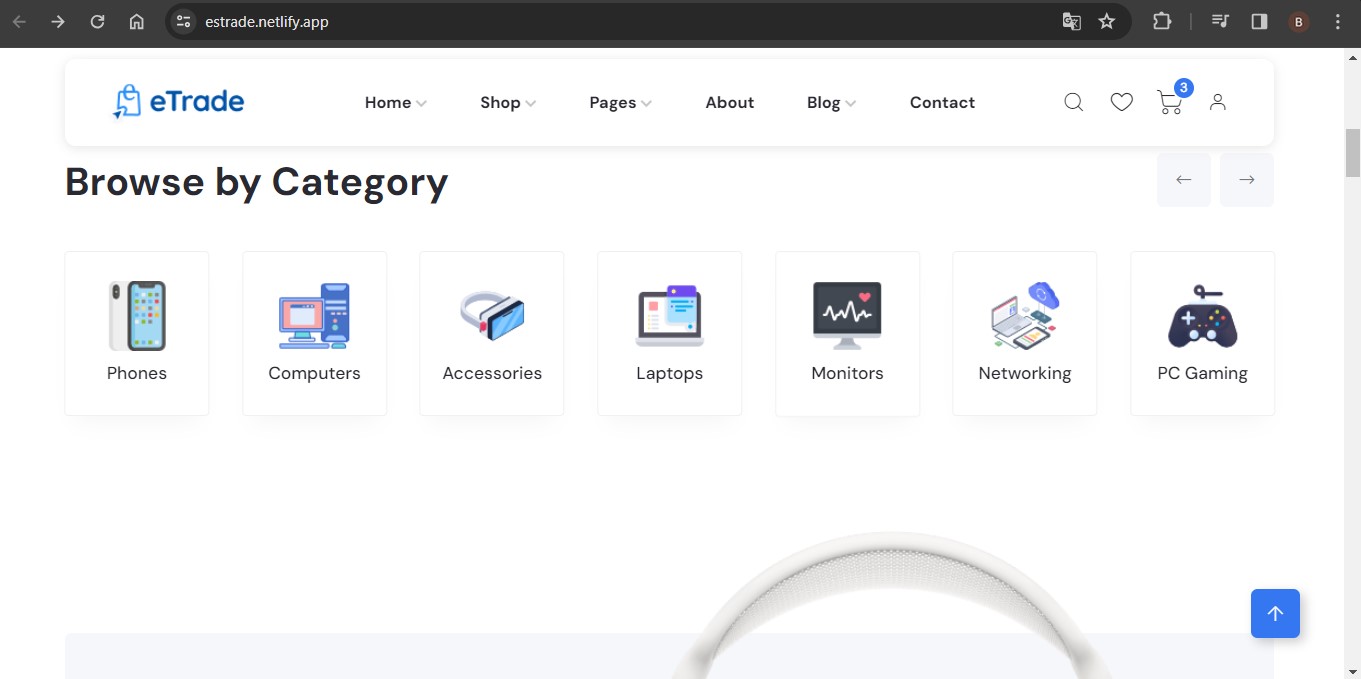 estrade.netlify.app
B
eTrade
Home
Shop
Pages
About
Blog
Contact
3
Browse by Category
Phones
Computers
Accessories
Laptops
Monitors
Networking
PC Gaming